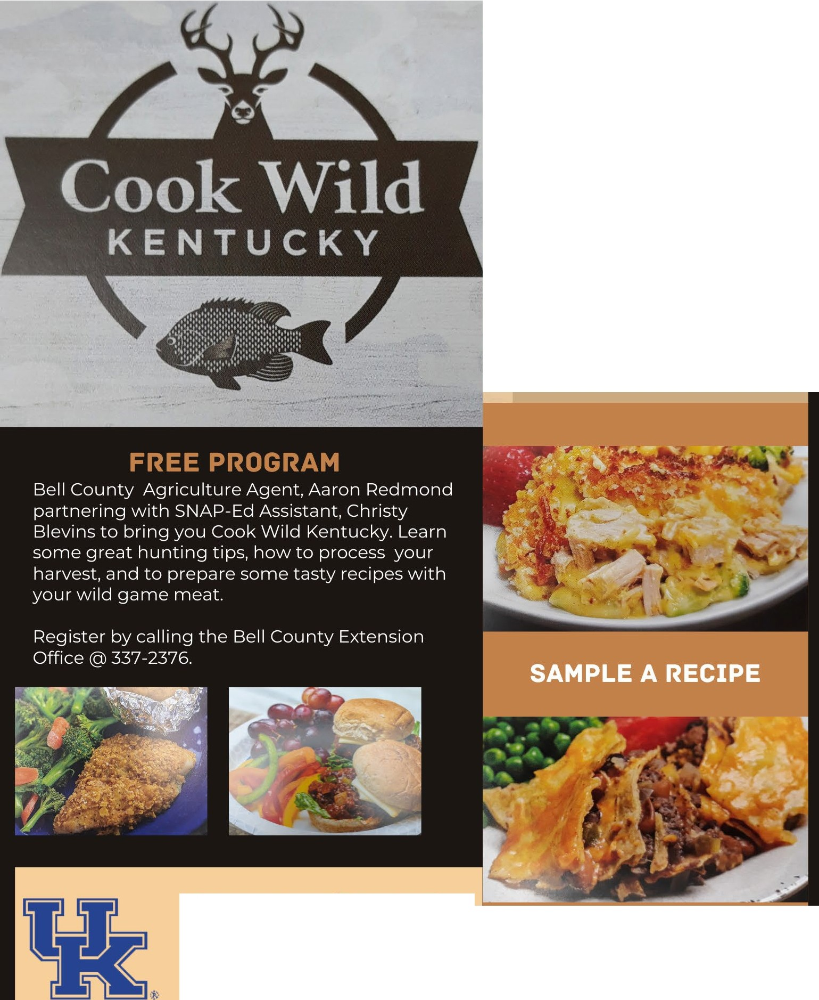 Cook Wild
KENTUCKY
FREE PROGRAM
Bell County  Agriculture Agent, Aaron Redmond
partnering with SNAP-Ed Assistant, Christy
Blevins to bring you Cook Wild Kentucky. Learn
some great hunting tips, how to process  your
harvest, and to prepare some tasty recipes with
your wild game meat.
Register by calling the Bell County Extension
Office @ 337-2376.
SAMPLE A RECIPE
UK
®